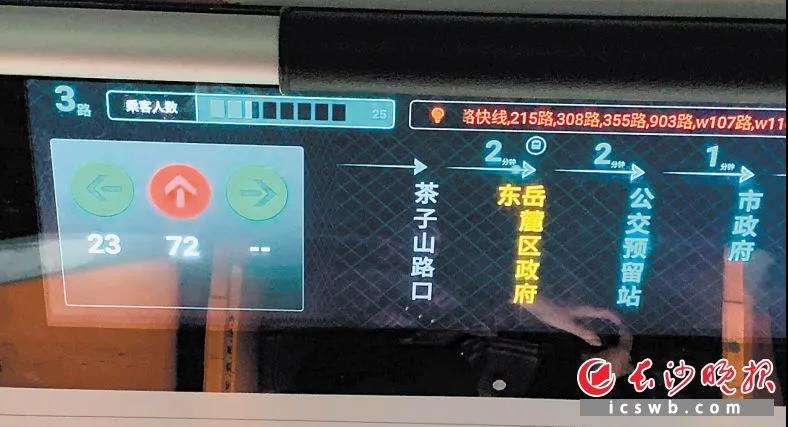 3路
乘客人数
25
路快线,215路,308路,355路,903路,w107路,w11
23
72
--
茶子山路口
2分钟
岳麓区政府东
2分钟
公交预留站
1分钟
市政府
长沙晚报
icswb.com